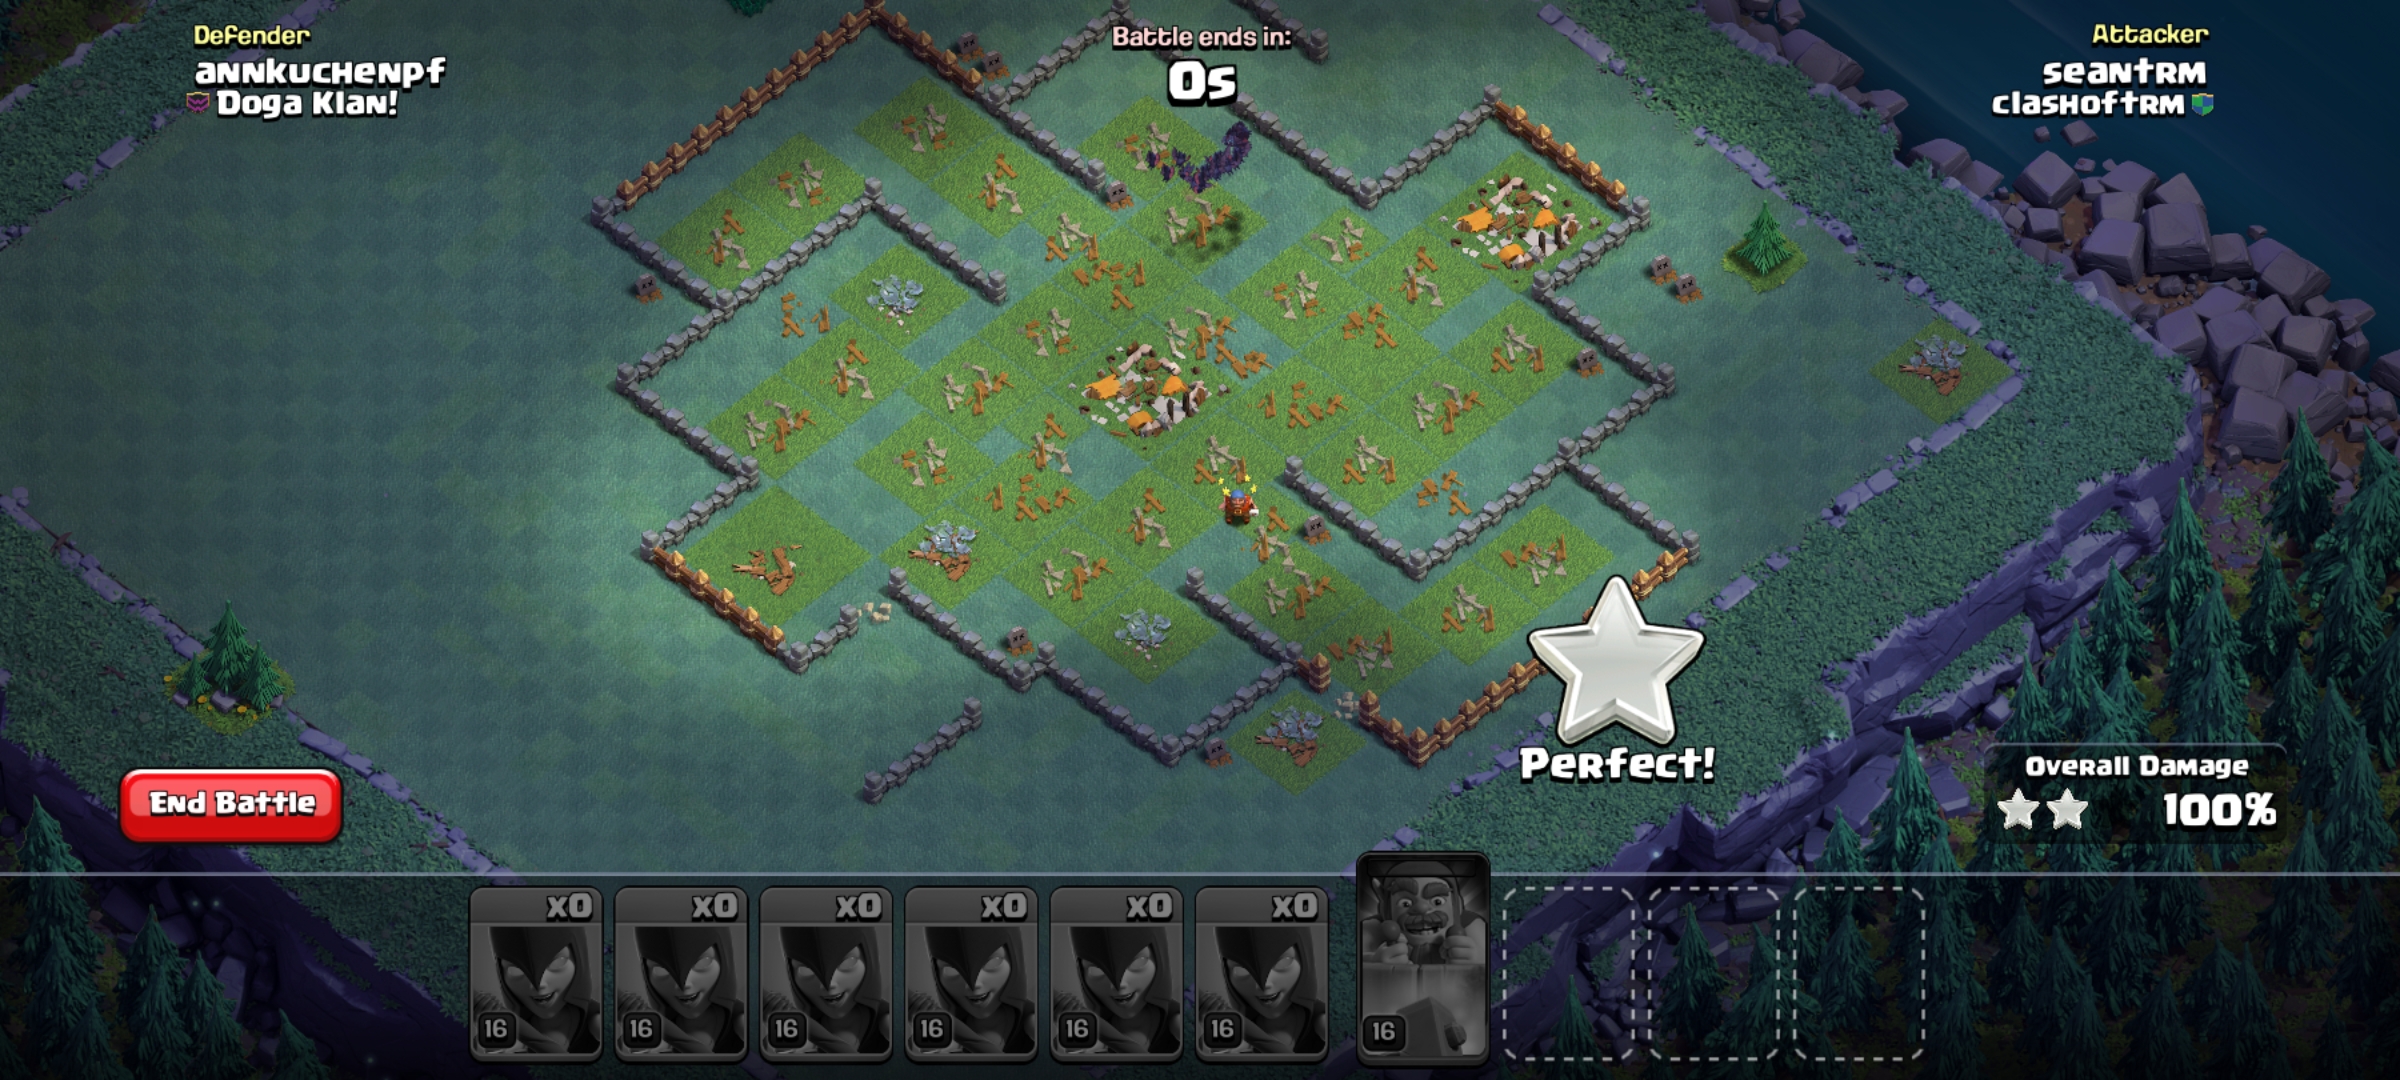 Defender
annkuchenpf
Doga Klan!
Battle ends in:
0s
Attacker
seantrm
clashoftrm
Perfect!
Overall Damage
100%
End Battle
x0
x0
x0
x0
x0
x0
16
16
16
16
16
16
16